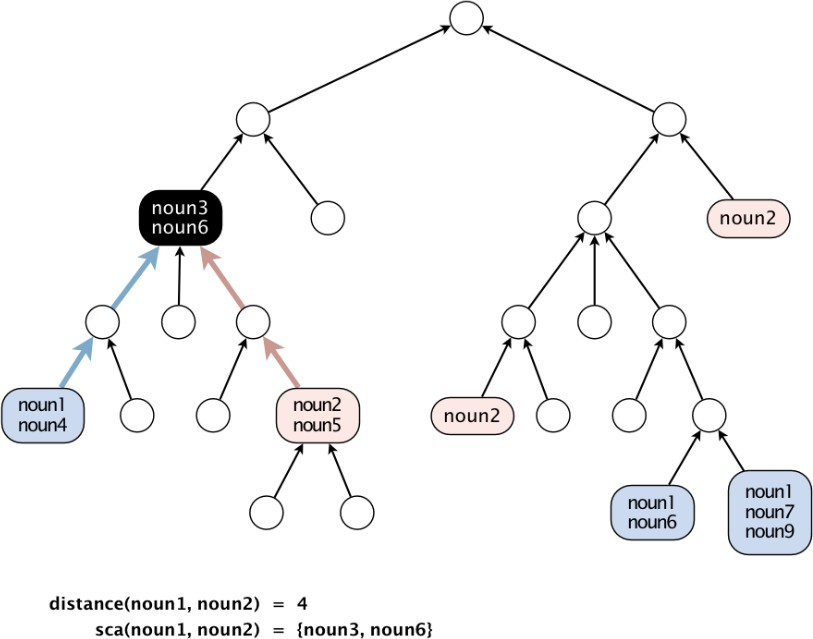 noun3
noun6
noun2
noun1
noun4
noun2
noun5
noun2
noun1
noun6
noun1
noun7
noun9
distance(noun1, noun2) = 4
sca(noun1, noun2) = {noun3, noun6}